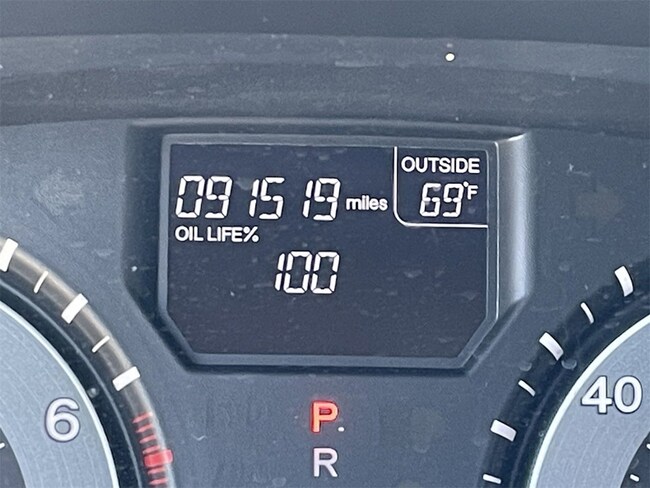 OUTSIDE
091519 miles 69°F
OIL LIFE%
100
6
40
P
R